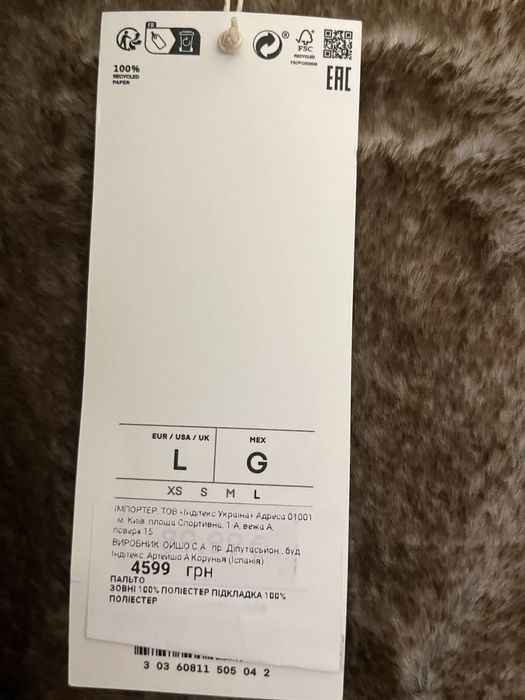 FR
100%
RECYCLED
PAPER
®
FSC
RECYCLED
EAC
EUR / USA / UK
MEX
L
G
XS S M L
ІМПОРТЕР: ТОВ «Індітекс Україна» Адреса 01001
, м. Київ, площа Спортивна, 1-А, вежа А,
поверх 15
ВИРОБНИК: ОЙШО С.А., пр. Діпутасьйон, буд
Індітекс, Артейшо А Корунья (Іспанія)
4599 грн
ПАЛЬТО
ЗОВНІ 100% ПОЛІЕСТЕР ПІДКЛАДКА 100%
ПОЛІЕСТЕР
3 03 60811 505 04 2